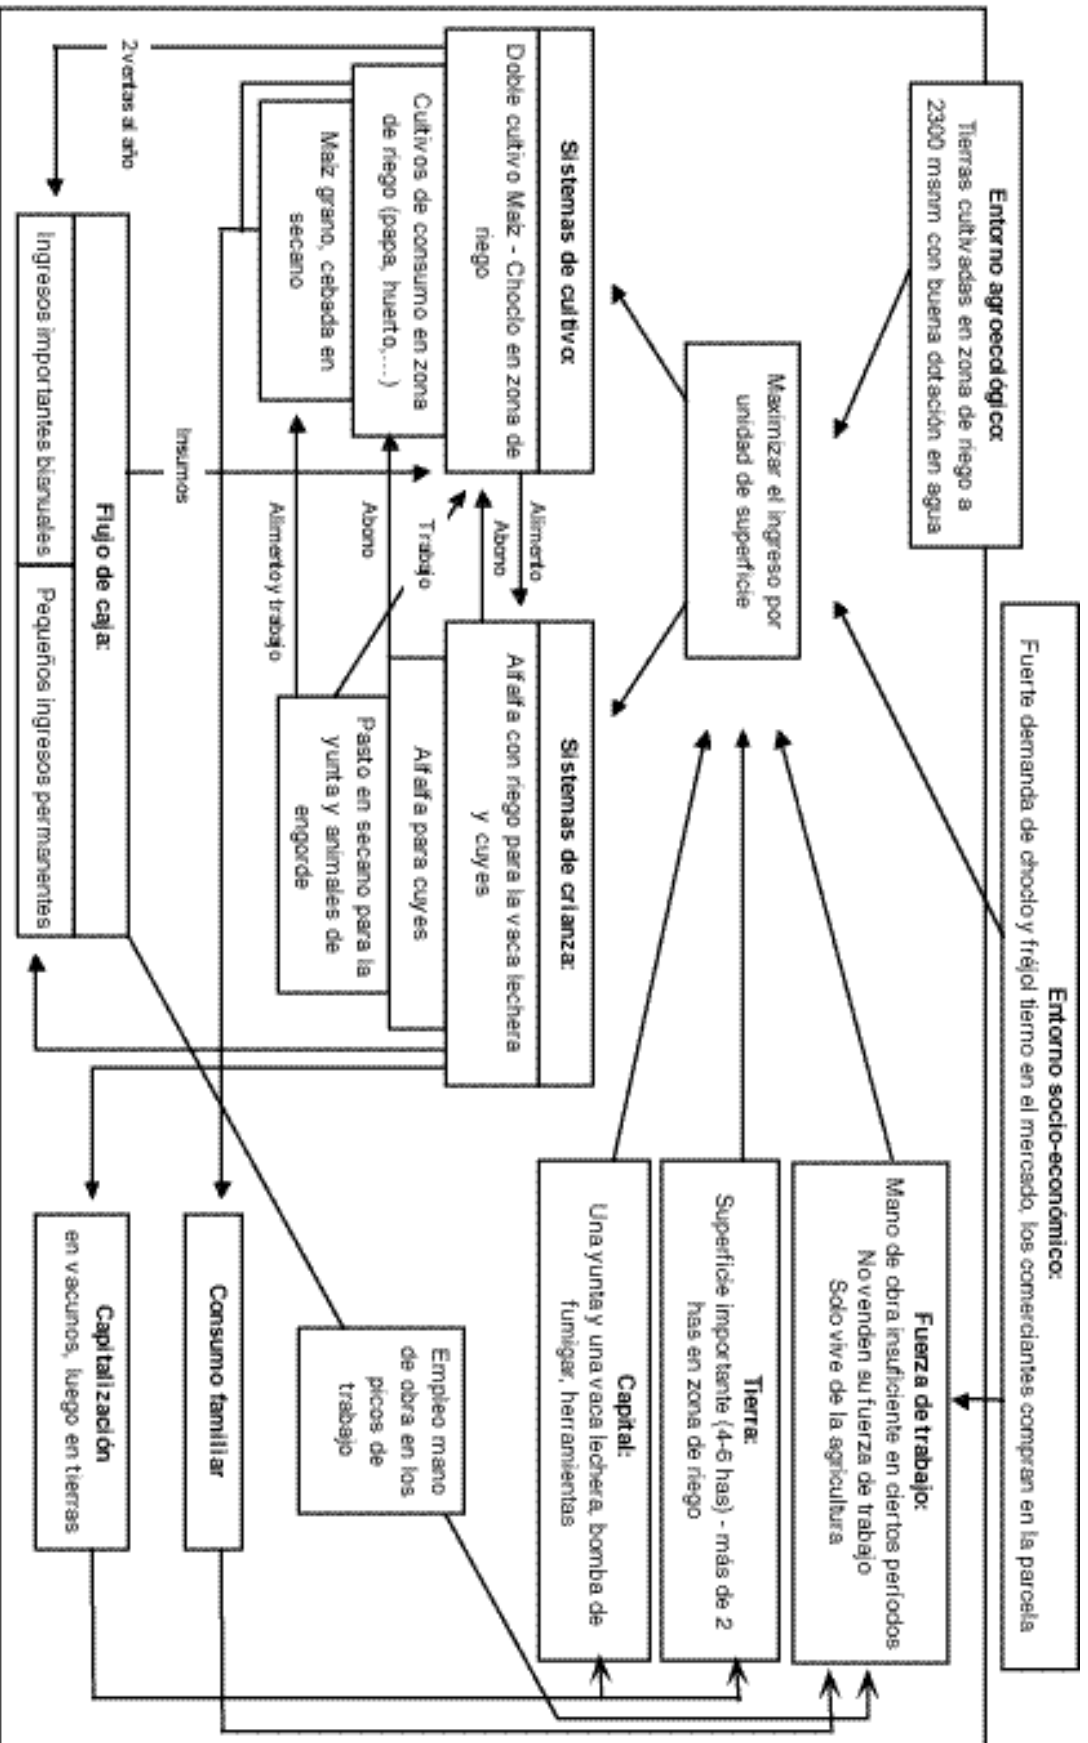 Entorno socio-económico:
Fuerte demanda de choclo y fréjol tierno en el mercado, los comerciantes compran en la parcela
Entorno agroecológico:
Tierras cultivadas en zona de riego a
2300 msnm con buena dotación en agua
Maximizar el ingreso por
unidad de superficie
Fuerza de trabajo:
Mano de obra insuficiente en ciertos períodos
No venden su fuerza de trabajo
Solo vive de la agricultura
Tierra:
Superficie importante (4-6 has) - más de 2
has en zona de riego
Capital:
Una yunta y una vaca lechera, bomba de
fumigar, herramientas
Sistemas de cultivo:
Doble cultivo Maíz - Choclo en zona de
riego
Cultivos de consumo en zona
de riego (papa, huerto,...)
Maíz grano, cebada en
secano
Alimento
Abono
Trabajo
Abono
Alimento y trabajo
Sistemas de crianza:
Alfalfa con riego para la vaca lechera
y cuyes
Alfalfa para cuyes
Pasto en secano para la
yunta y animales de
engorde
Empleo mano
de obra en los
picos de
trabajo
2 ventas al año
Insumos
Flujo de caja:
Ingresos importantes bianuales
Pequeños ingresos permanentes
Consumo familiar
Capitalización
en vacunos, luego en tierras